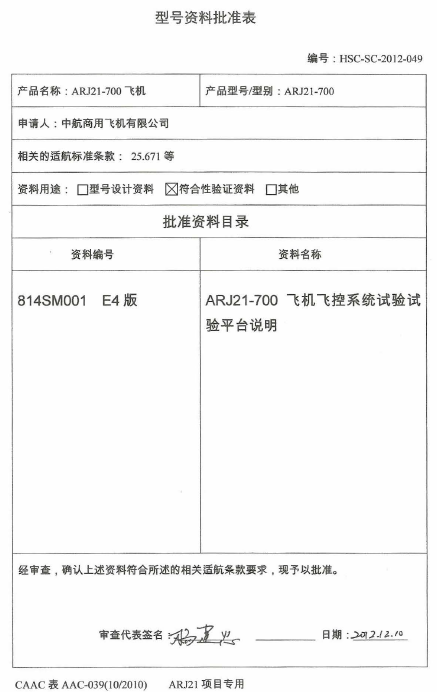 型号资料批准表
编号：HSC-SC-2012-049
产品名称：ARJ21-700 飞机 产品型号/型别：ARJ21-700
申请人：中航商用飞机有限公司
相关的适航标准条款： 25.671 等
资料用途：□型号设计资料 ☒符合性验证资料 □其他
批准资料目录
资料编号 资料名称
814SM001 E4 版 ARJ21-700 飞机飞控系统试验试
验平台说明
经审查，确认上述资料符合所述的相关适航条款要求，现予以批准。
审查代表签名： 日期：2012.12.10
CAAC 表 AAC-039(10/2010) ARJ21 项目专用